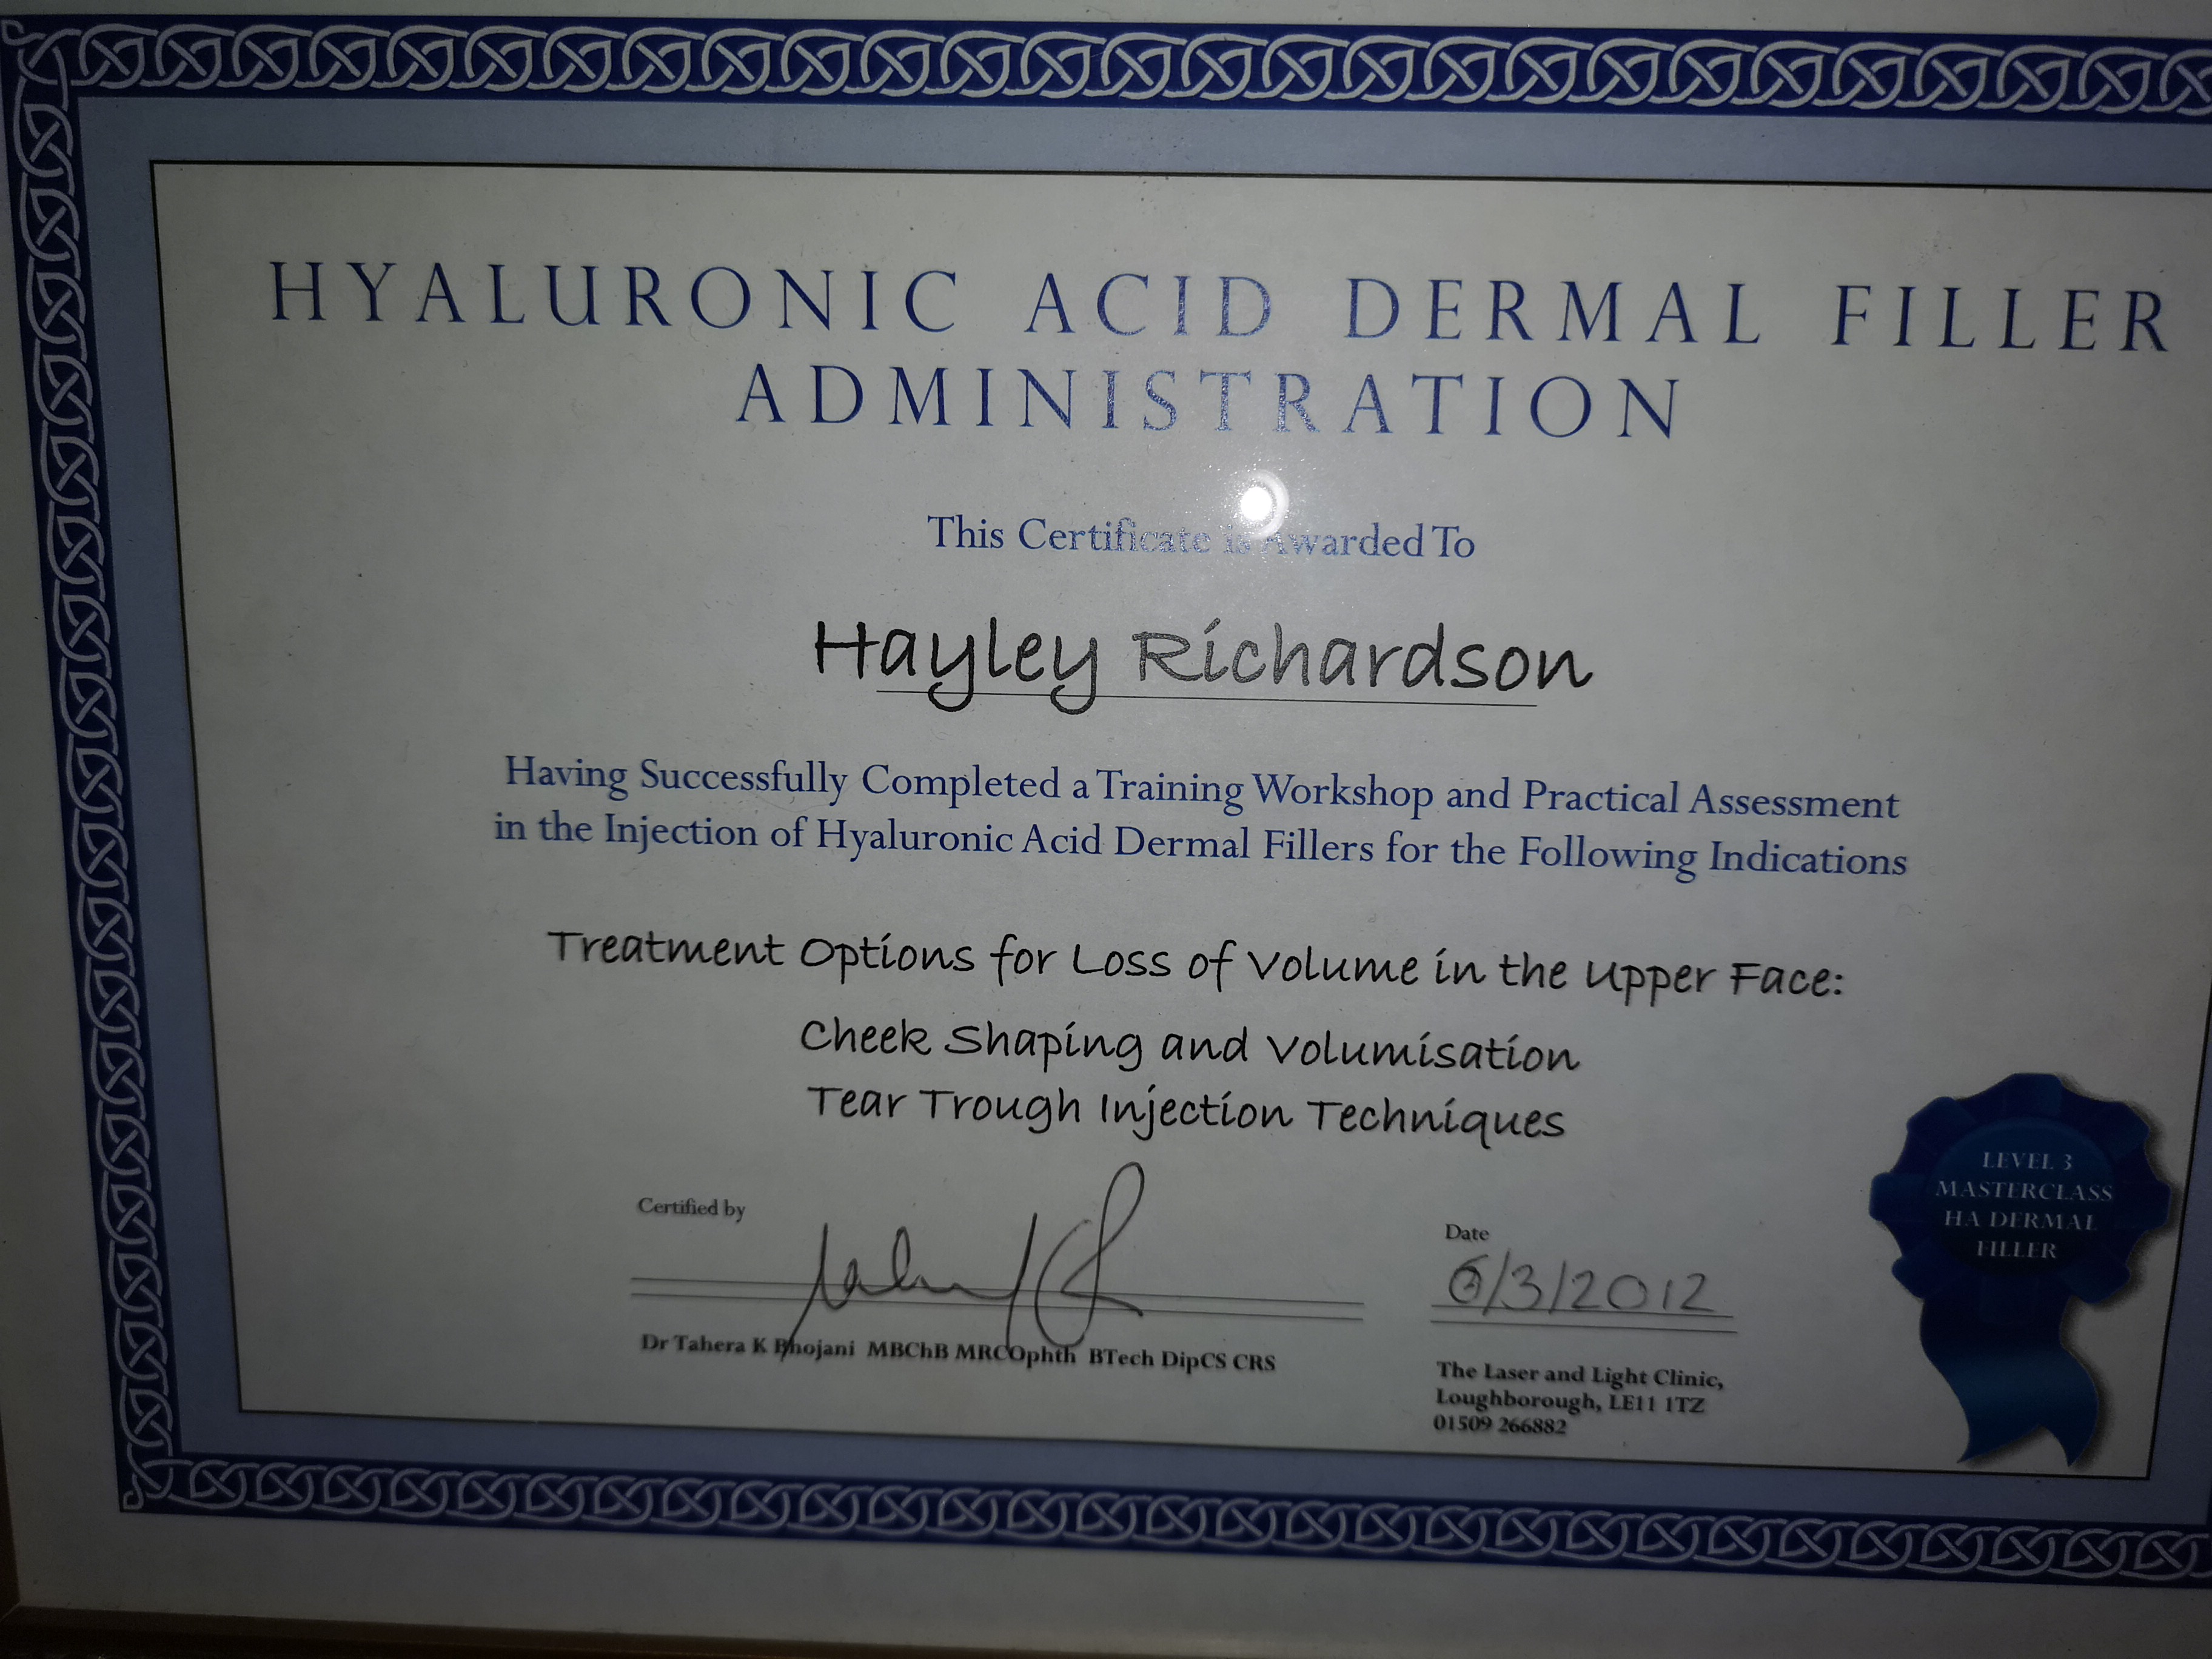 HYALURONIC ACID DERMAL FILLER
ADMINISTRATION
This Certificate is Awarded To
Hayley Richardson
Having Successfully Completed a Training Workshop and Practical Assessment
in the Injection of Hyaluronic Acid Dermal Fillers for the Following Indications
Treatment Options for Loss of Volume in the Upper Face:
Cheek Shaping and Volumisation
Tear Trough Injection Techniques
Certified by
Dr Tahera K Bhojani MBChB MRCOphth BTech DipCS CRS
Date
/3/2012
The Laser and Light Clinic,
Loughborough, LE11 1TZ
01509 266882
LEVEL 3
MASTERCLASS
HA DERMAL
FILLER